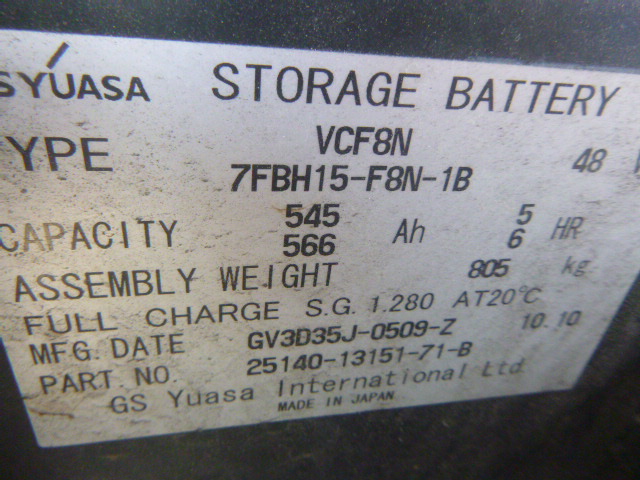 SYUASA STORAGE BATTERY
TYPE VCF8N 48
7FBH15-F8N-1B
CAPACITY 545 Ah 5 HR
566 6
ASSEMBLY WEIGHT 805 kg
FULL CHARGE S.G. 1.280 AT20℃
MFG. DATE GV3D35J-0509-Z 10.10
PART NO. 25140-13151-71-B
GS Yuasa International Ltd.
MADE IN JAPAN